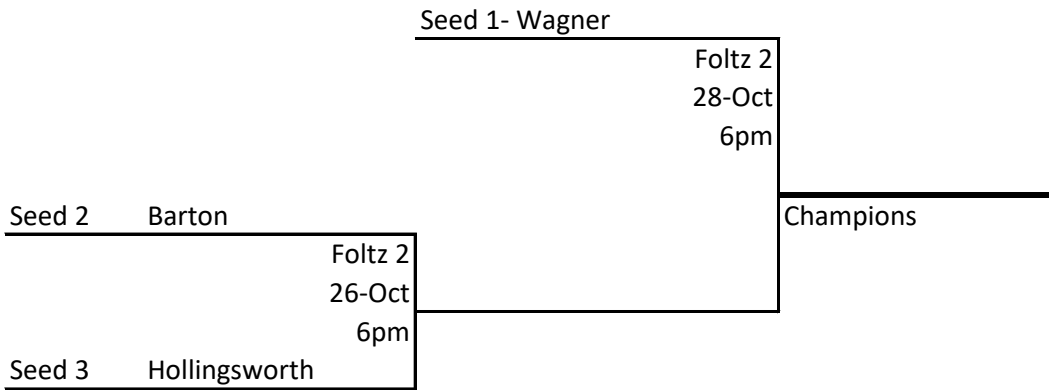 Seed 1- Wagner
Foltz 2
28-Oct
6pm
Seed 2 Barton
Champions
Foltz 2
26-Oct
6pm
Seed 3 Hollingsworth